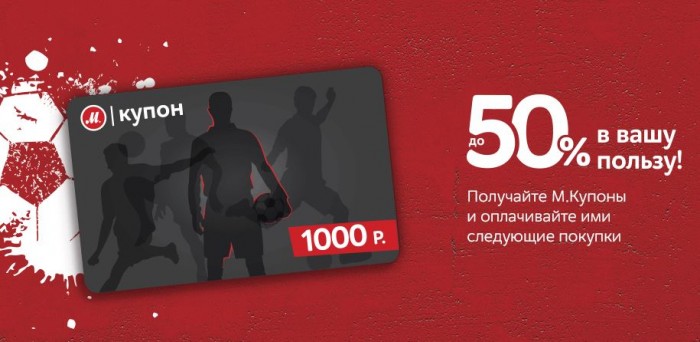 М. | купон
1000 Р.
до 50% в вашу
пользу!
Получайте М.Купоны
и оплачивайте ими
следующие покупки